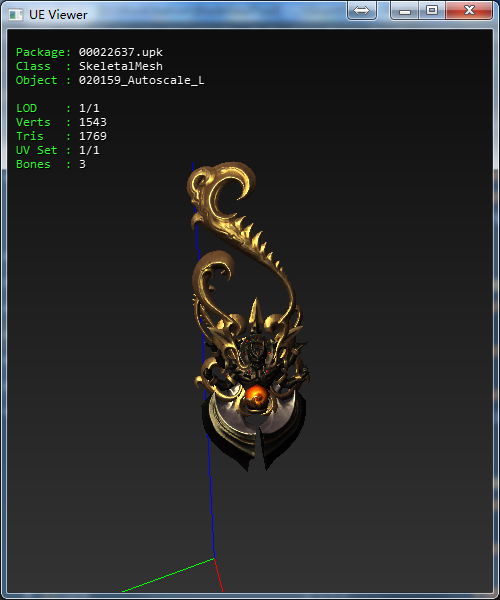 UE Viewer
Package: 00022637.upk
Class : SkeletalMesh
Object : 020159_Autoscale_L
LOD : 1/1
Verts : 1543
Tris : 1769
UV Set : 1/1
Bones : 3